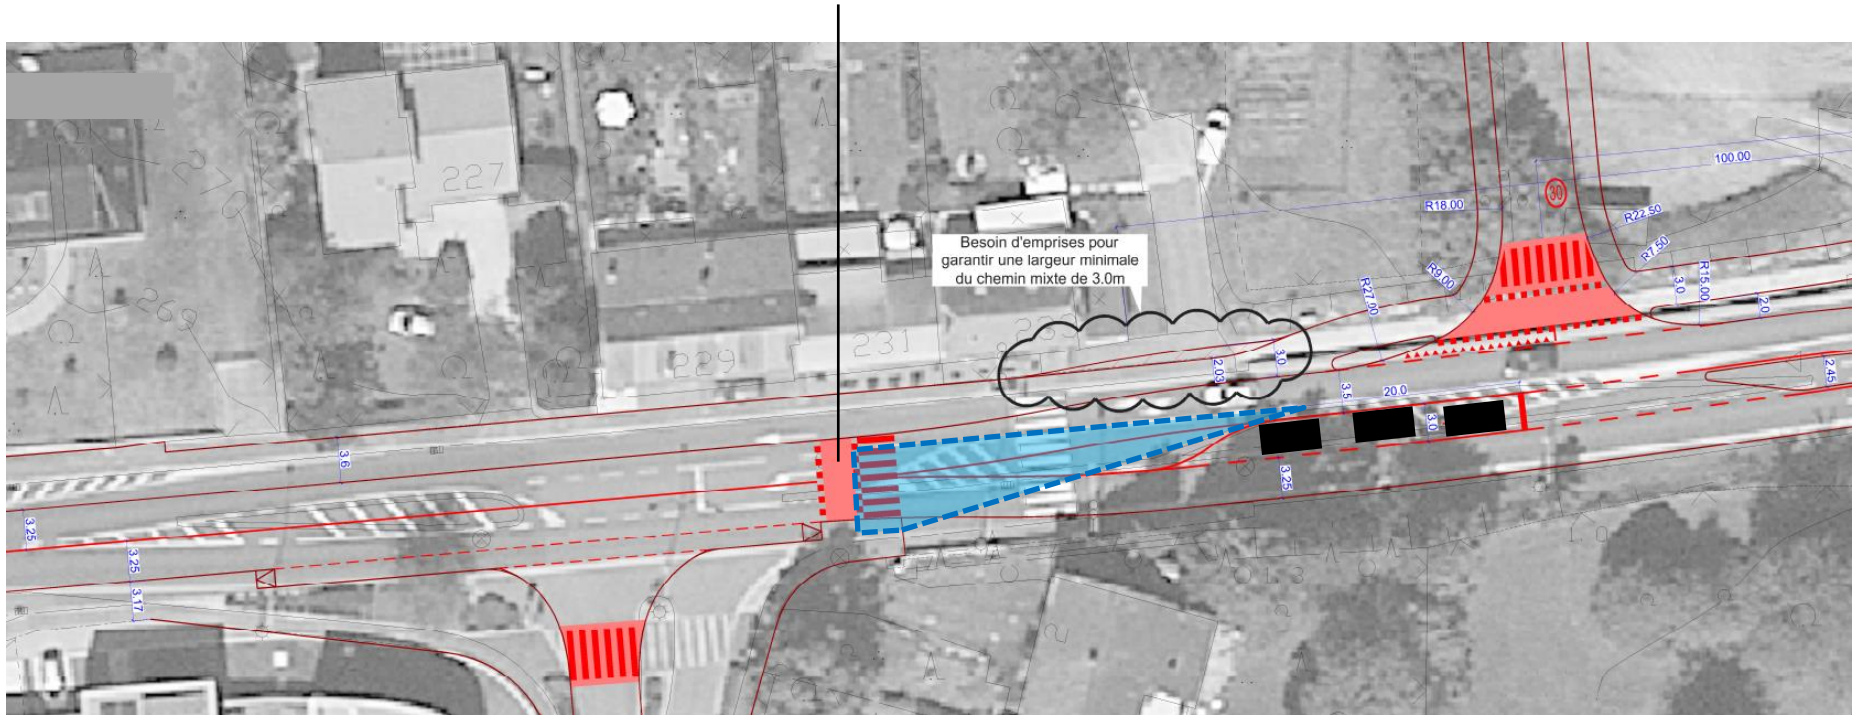 227
269
229
231
Besoin d'emprises pour
garantir une largeur minimale
du chemin mixte de 3.0m
100.00
30
R18.00
R22.50
R7.50
R9.00
R27.00
3.0
R15.00
2.0
2.03
3.0
3.5
20.0
3.0
2.45
3.25
3.6
3.25
3.25
3.17